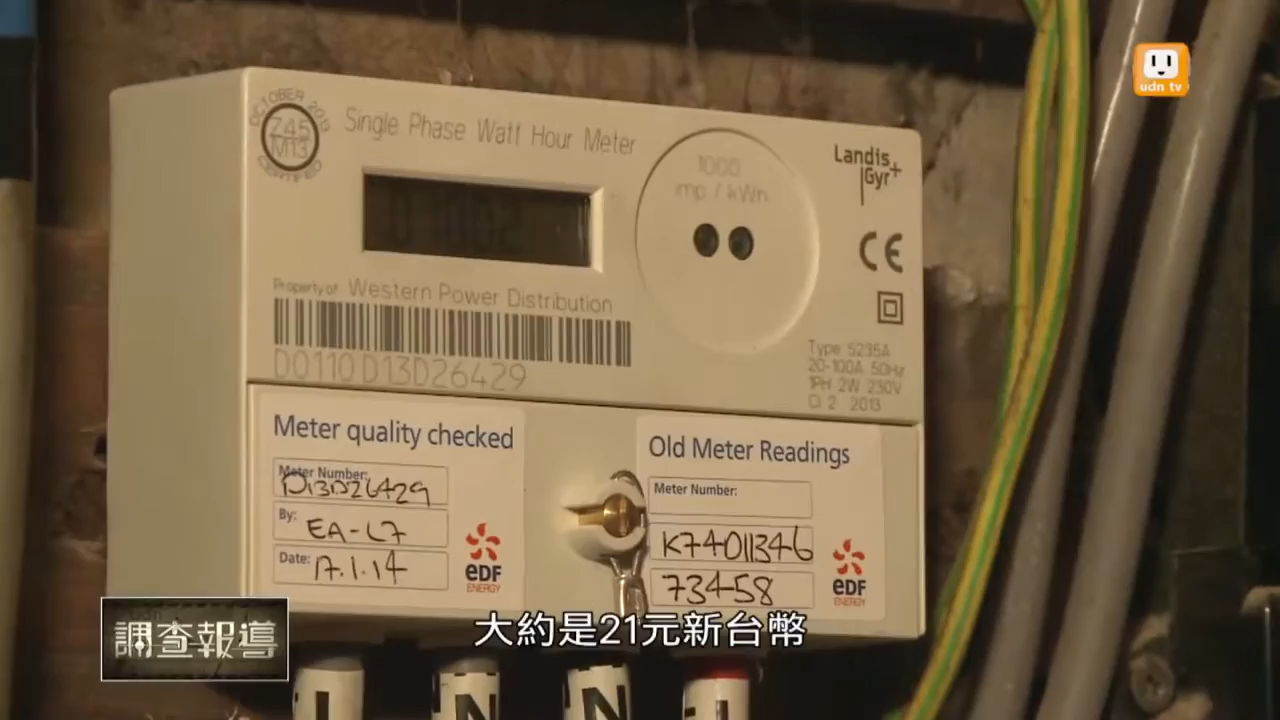 udn tv
OCTOBER 2013
Z45
M13
CERTIFIED
Single Phase Watt Hour Meter
1000
imp / kWh
Landis
Gyr+
CE
Property of Western Power Distribution
D0110D13D26429
Type 5235A
20-100A 50Hz
1PH 2W 230V
Cl 2 2013
Meter quality checked
Meter Number:
D13D26429
By:
EA-L7
Date:
17.1.14
eDF
ENERGY
Old Meter Readings
Meter Number:
K74011346
73458
eDF
ENERGY
大約是21元新台幣
調查報導
L
N
N
L